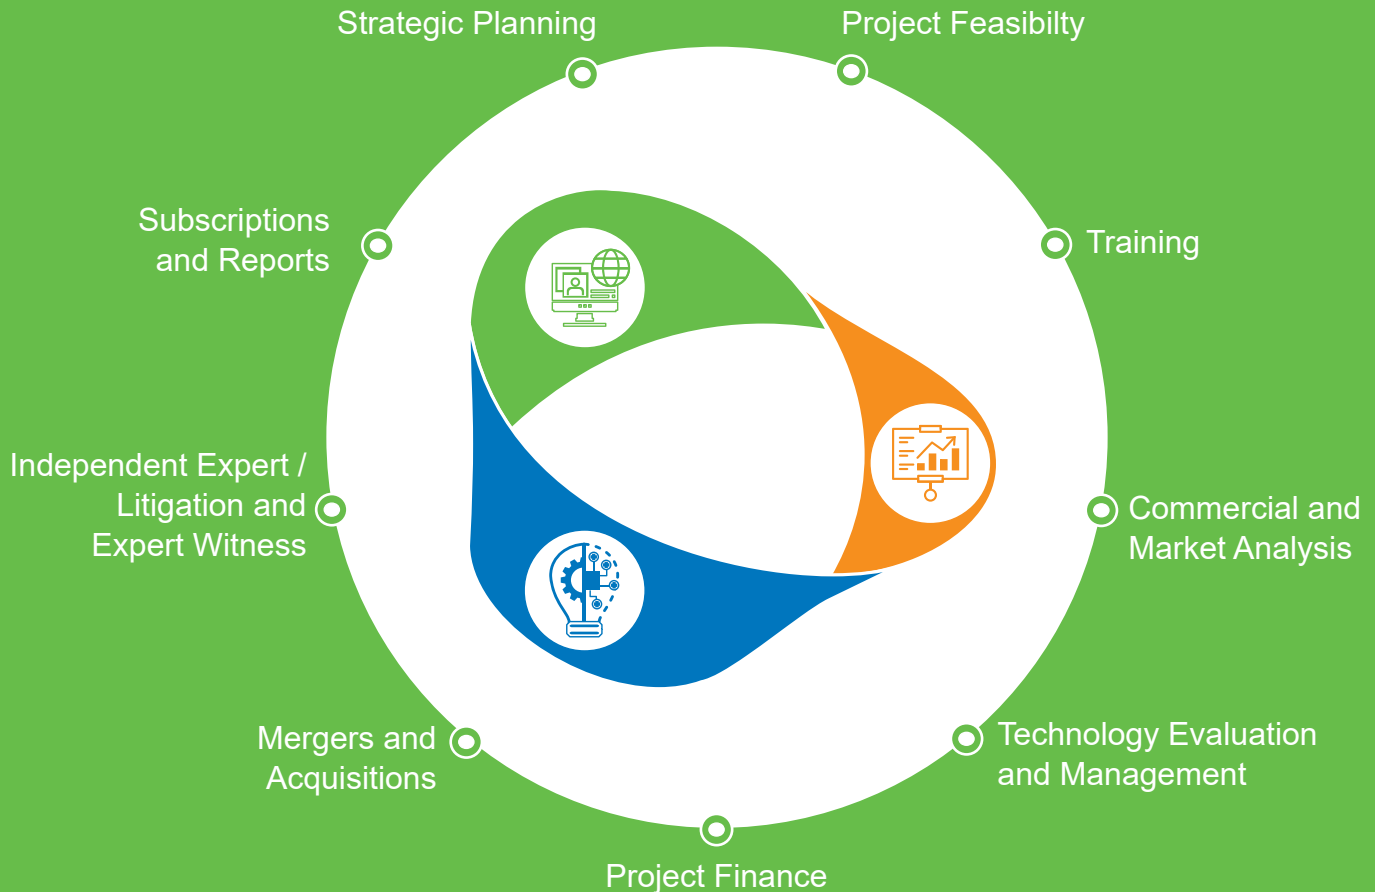 Strategic Planning
Project Feasibilty
Subscriptions
and Reports
Training
Independent Expert /
Litigation and
Expert Witness
Commercial and
Market Analysis
Mergers and
Acquisitions
Technology Evaluation
and Management
Project Finance